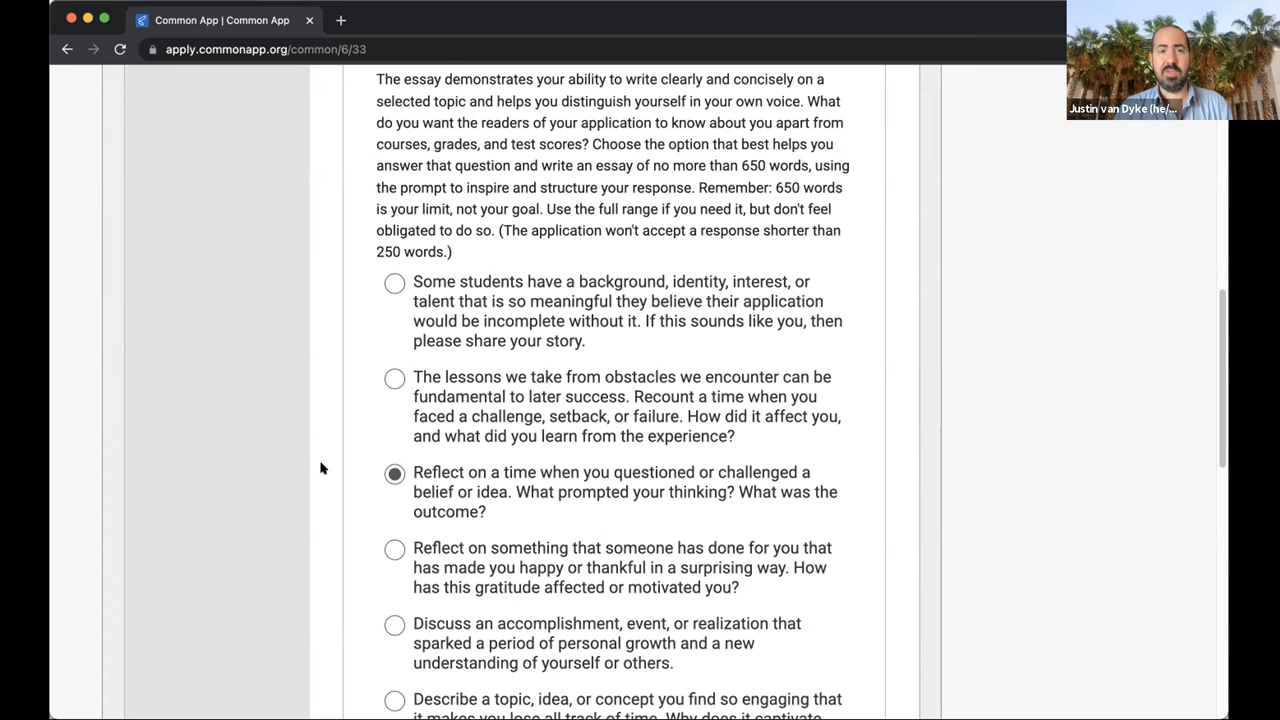 Common App | Common App
apply.commonapp.org/common/6/33
Justin van Dyke (he/...
The essay demonstrates your ability to write clearly and concisely on a
selected topic and helps you distinguish yourself in your own voice. What
do you want the readers of your application to know about you apart from
courses, grades, and test scores? Choose the option that best helps you
answer that question and write an essay of no more than 650 words, using
the prompt to inspire and structure your response. Remember: 650 words
is your limit, not your goal. Use the full range if you need it, but don't feel
obligated to do so. (The application won't accept a response shorter than
250 words.)
Some students have a background, identity, interest, or
talent that is so meaningful they believe their application
would be incomplete without it. If this sounds like you, then
please share your story.
The lessons we take from obstacles we encounter can be
fundamental to later success. Recount a time when you
faced a challenge, setback, or failure. How did it affect you,
and what did you learn from the experience?
Reflect on a time when you questioned or challenged a
belief or idea. What prompted your thinking? What was the
outcome?
Reflect on something that someone has done for you that
has made you happy or thankful in a surprising way. How
has this gratitude affected or motivated you?
Discuss an accomplishment, event, or realization that
sparked a period of personal growth and a new
understanding of yourself or others.
Describe a topic, idea, or concept you find so engaging that
it makes you lose all track of time. Why does it captivate